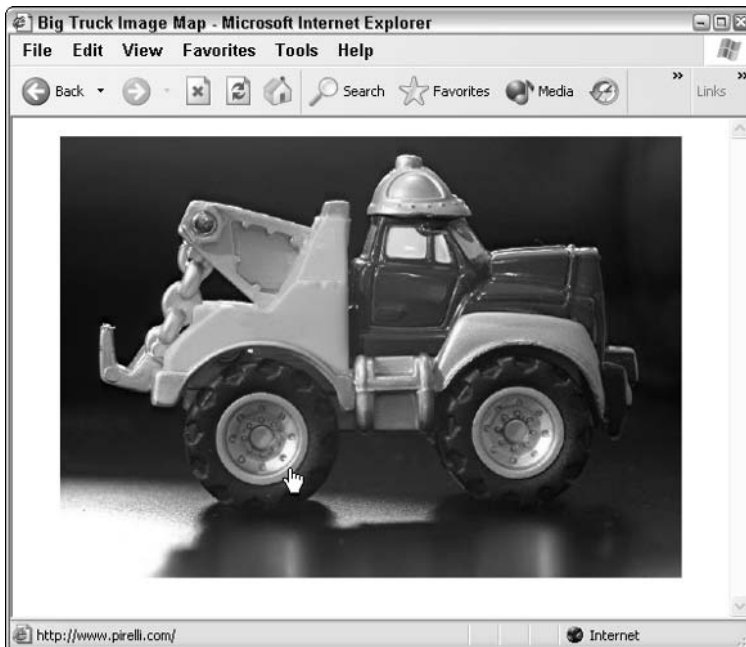 Big Truck Image Map - Microsoft Internet Explorer
File Edit View Favorites Tools Help
Back Search Favorites Media » Links »
http://www.pirelli.com/ Internet